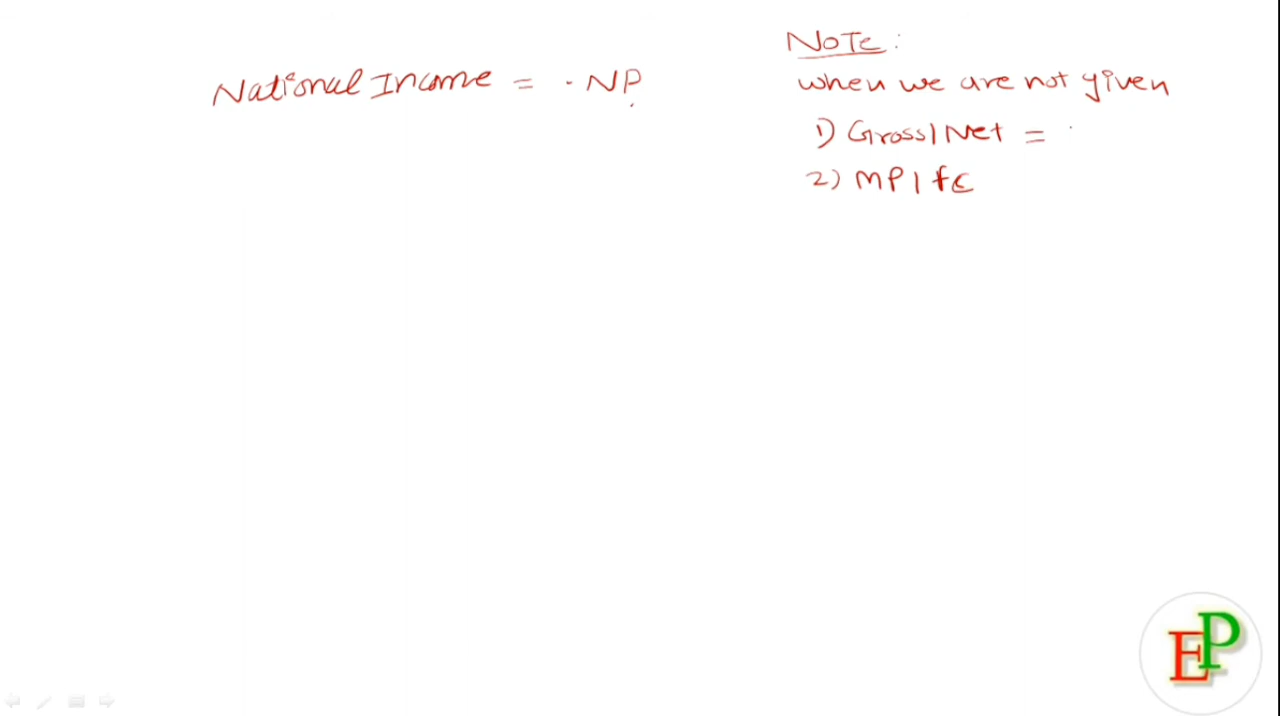 National Income = . NP
NOTE:
when we are not given
1) Gross/Net =
2) MP/fc
EP